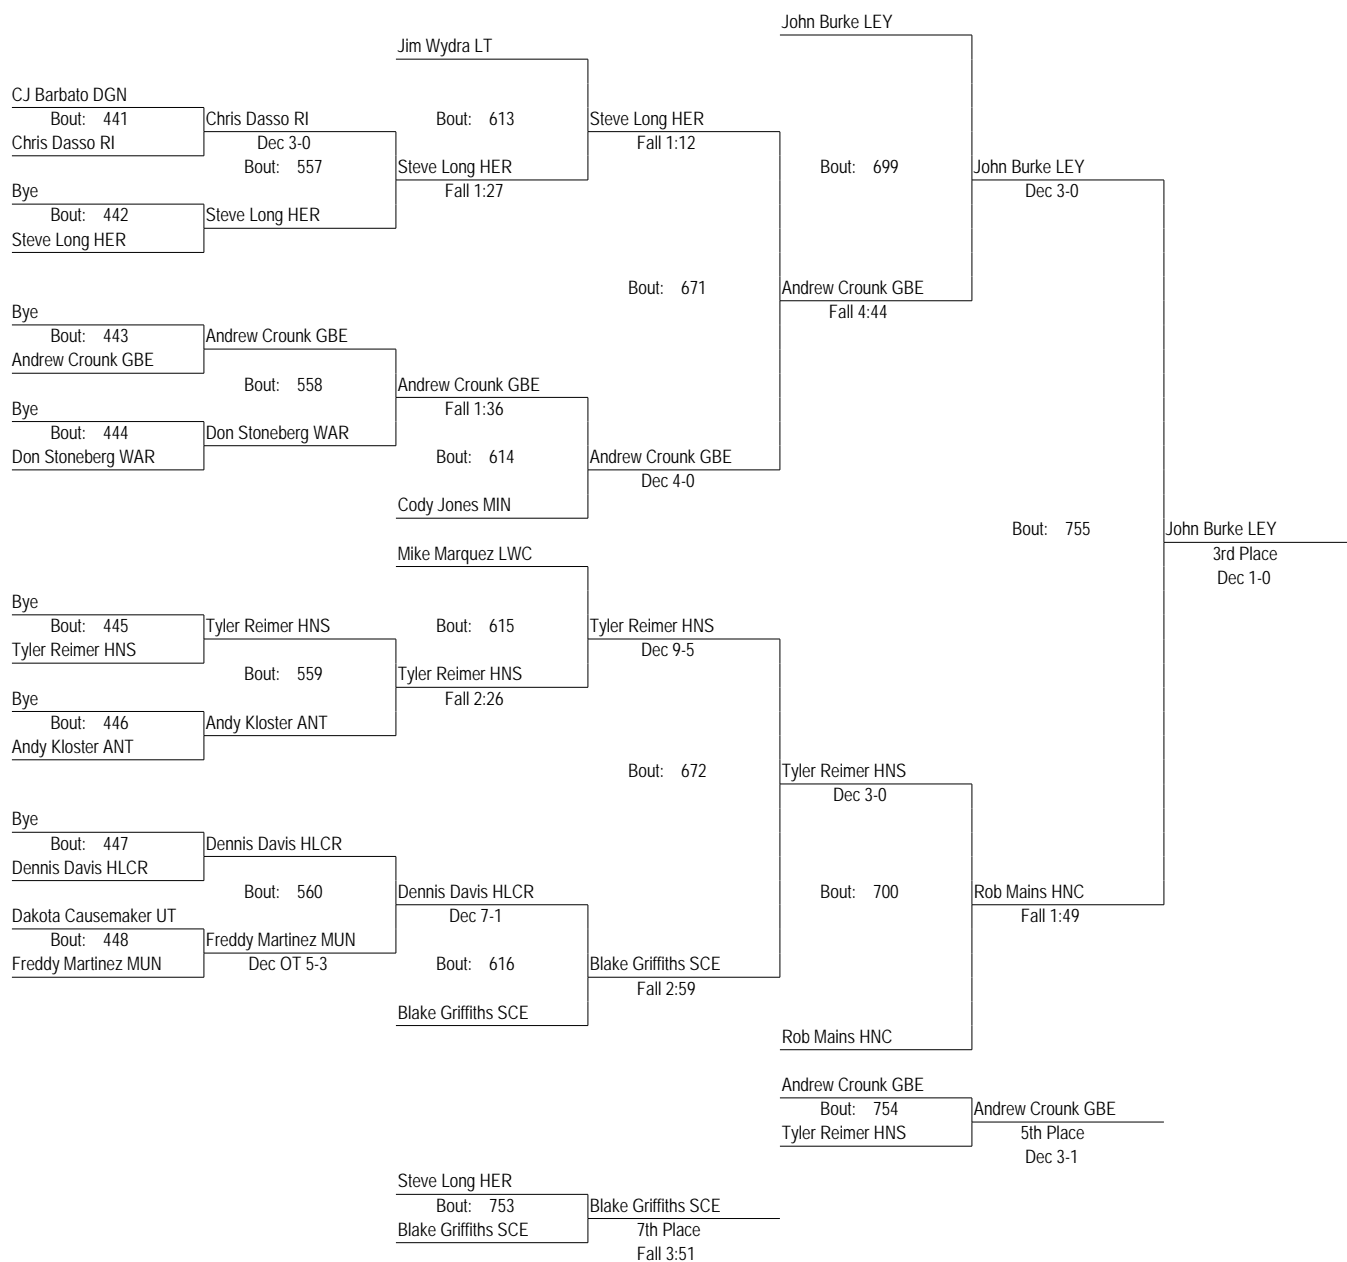 John Burke LEY
Jim Wydra LT
CJ Barbato DGN
Bout: 441
Chris Dasso RI
Chris Dasso RI
Dec 3-0
Bout: 557
Bye
Bout: 442
Steve Long HER
Steve Long HER
Bout: 613
Steve Long HER
Fall 1:27
Steve Long HER
Fall 1:12
Bout: 699
John Burke LEY
Dec 3-0
Bout: 671
Andrew Crounk GBE
Fall 4:44
Bye
Bout: 443
Andrew Crounk GBE
Andrew Crounk GBE
Bout: 558
Bye
Bout: 444
Don Stoneberg WAR
Don Stoneberg WAR
Andrew Crounk GBE
Fall 1:36
Bout: 614
Cody Jones MIN
Andrew Crounk GBE
Dec 4-0
Bout: 755
John Burke LEY
3rd Place
Dec 1-0
Mike Marquez LWC
Bye
Bout: 445
Tyler Reimer HNS
Tyler Reimer HNS
Bout: 559
Bye
Bout: 446
Andy Kloster ANT
Andy Kloster ANT
Bout: 615
Tyler Reimer HNS
Fall 2:26
Tyler Reimer HNS
Dec 9-5
Bout: 672
Tyler Reimer HNS
Dec 3-0
Bye
Bout: 447
Dennis Davis HLCR
Dennis Davis HLCR
Bout: 560
Dakota Causemaker UT
Bout: 448
Freddy Martinez MUN
Freddy Martinez MUN
Dec OT 5-3
Dennis Davis HLCR
Dec 7-1
Bout: 616
Blake Griffiths SCE
Blake Griffiths SCE
Fall 2:59
Bout: 700
Rob Mains HNC
Fall 1:49
Rob Mains HNC
Andrew Crounk GBE
Bout: 754
Tyler Reimer HNS
Andrew Crounk GBE
5th Place
Dec 3-1
Steve Long HER
Bout: 753
Blake Griffiths SCE
Blake Griffiths SCE
7th Place
Fall 3:51